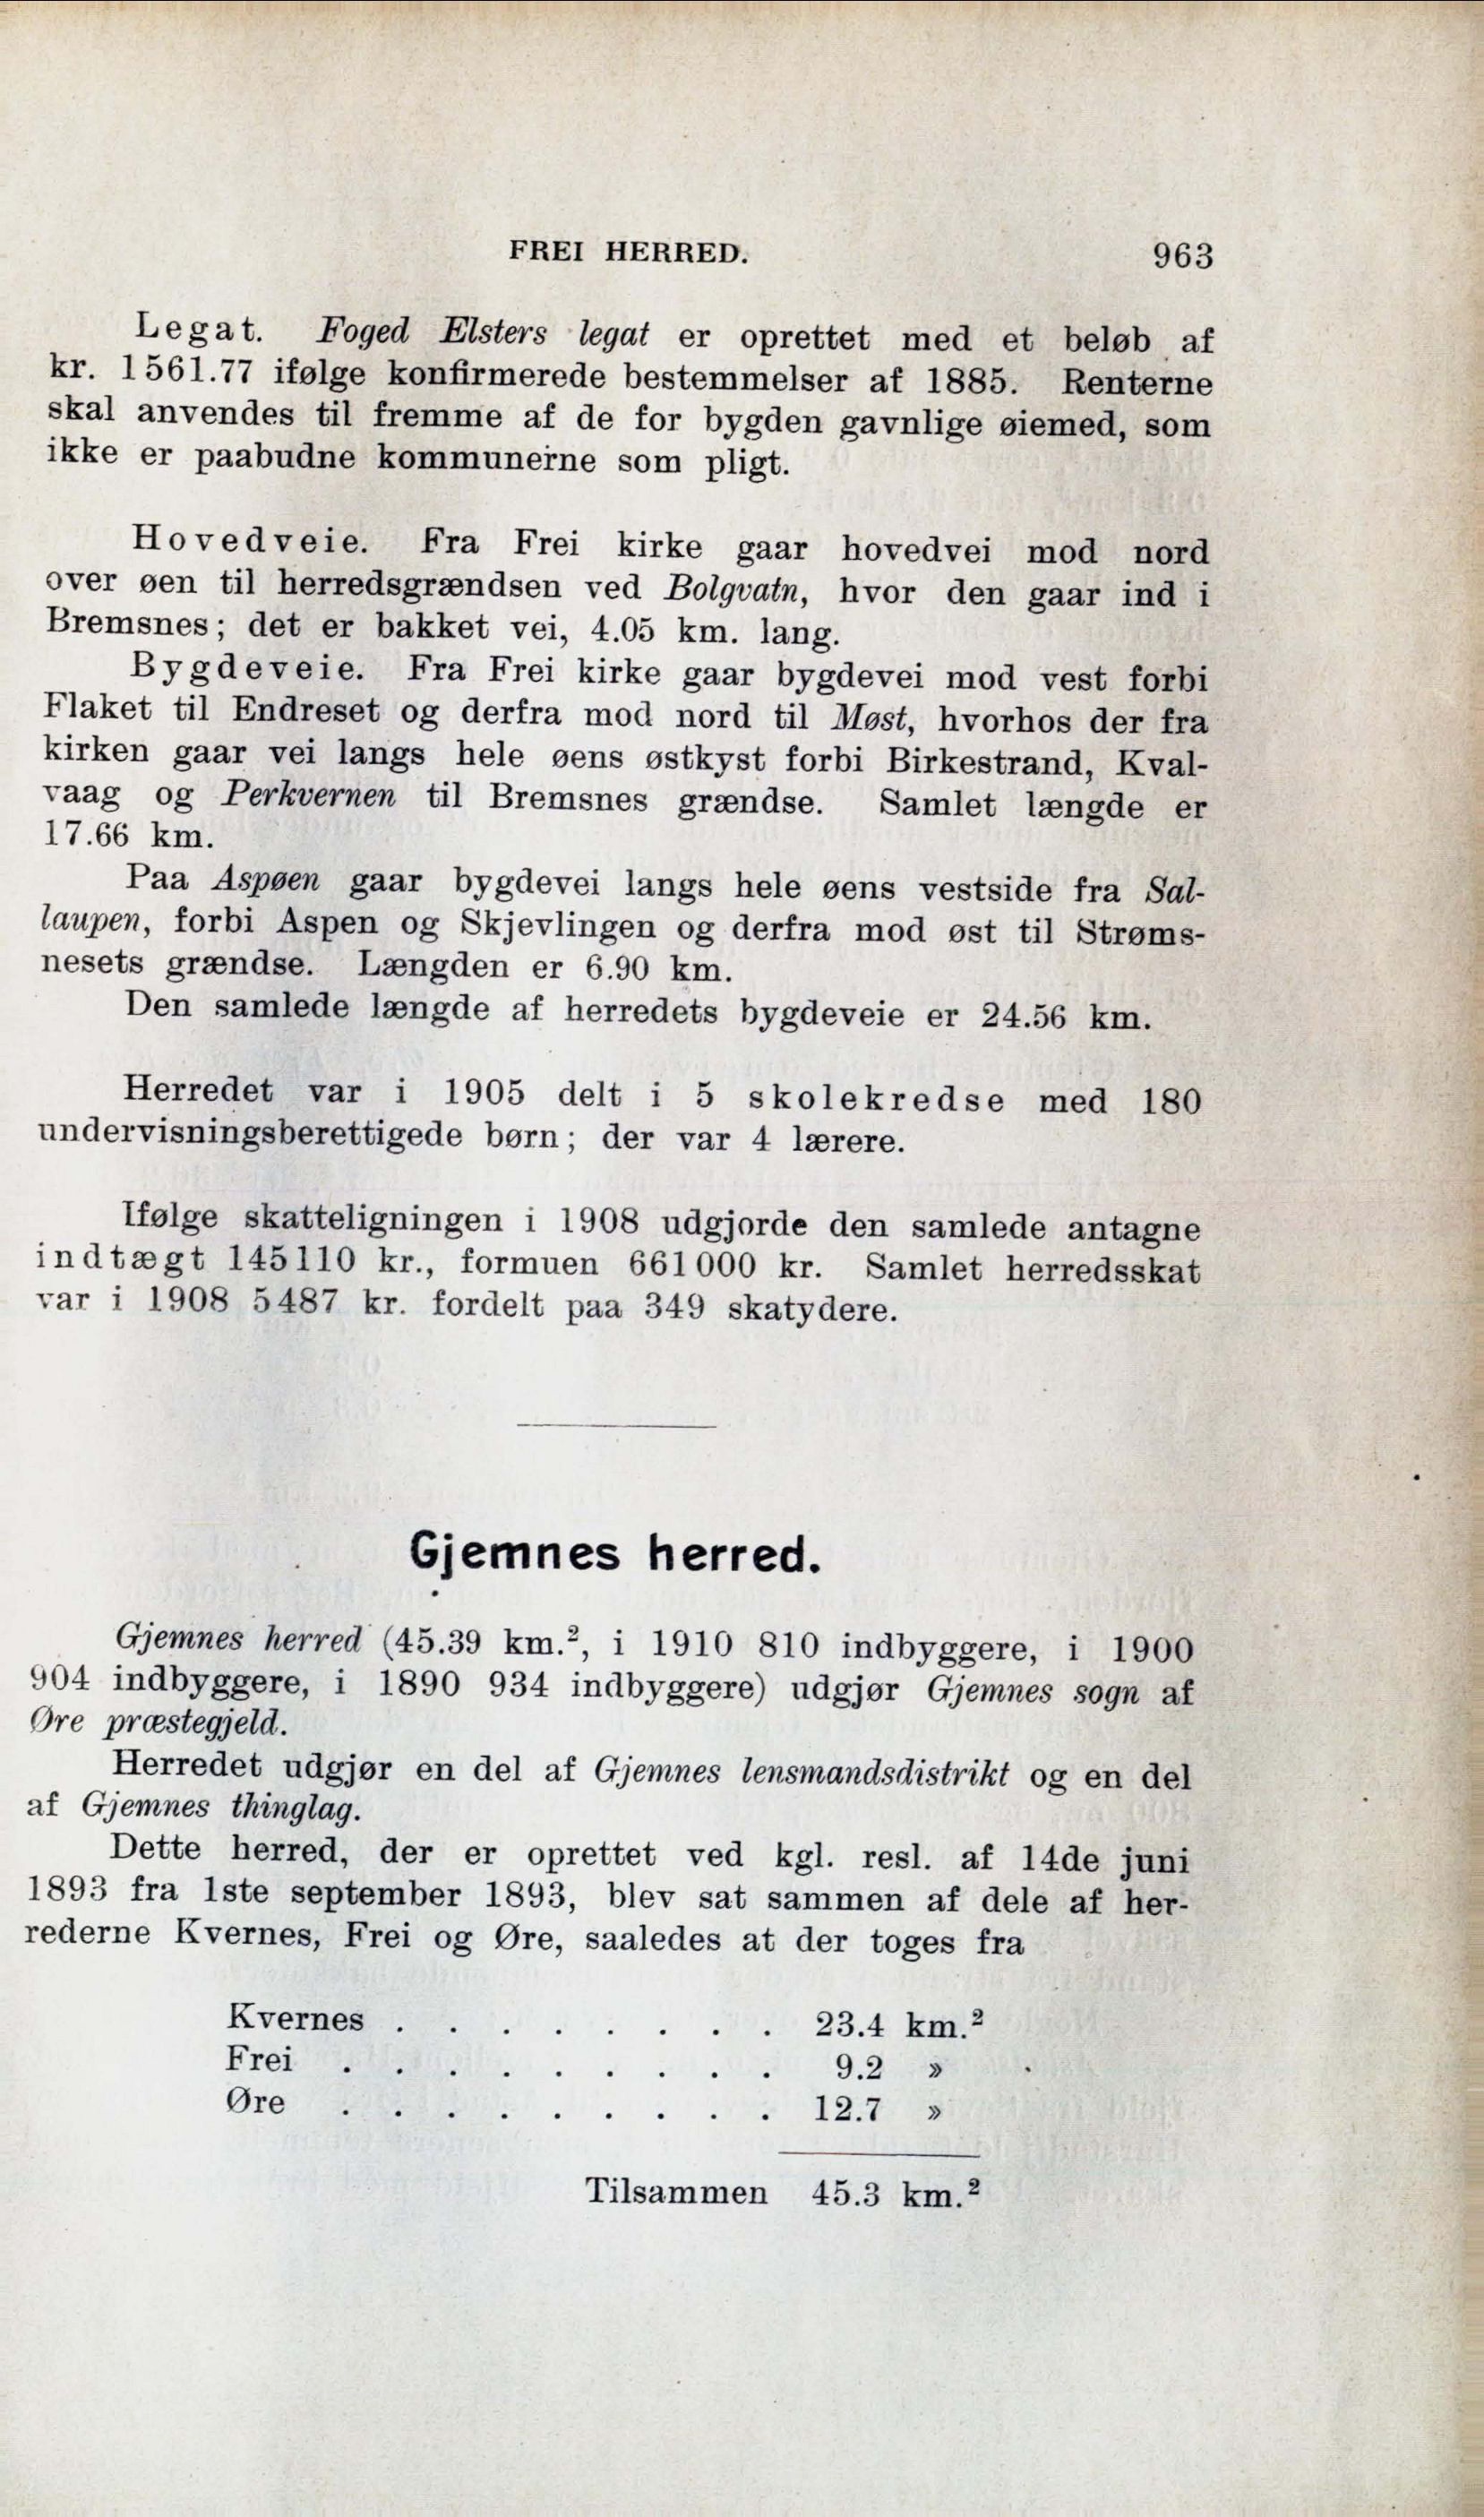 FREI HERRED. 963
Legat. Foged Elsters legat er oprettet med et beløb af
kr. 1561.77 ifølge konfirmerede bestemmelser af 1885. Renterne
skal anvendes til fremme af de for bygden gavnlige øiemed, som
ikke er paabudne kommunerne som pligt.
Hovedveie. Fra Frei kirke gaar hovedvei mod nord
over øen til herredsgrændsen ved Bolgvatn, hvor den gaar ind i
Bremsnes; det er bakket vei, 4.05 km. lang.
Bygdeveie. Fra Frei kirke gaar bygdevei mod vest forbi
Flaket til Endreset og derfra mod nord til Møst, hvorhos der fra
kirken gaar vei langs hele øens østkyst forbi Birkestrand, Kval-
vaag og Perkvernen til Bremsnes grændse. Samlet længde er
17.66 km.
Paa Aspøen gaar bygdevei langs hele øens vestside fra Sal-
laupen, forbi Aspen og Skjevlingen og derfra mod øst til Strøms-
nesets grændse. Længden er 6.90 km.
Den samlede længde af herredets bygdeveie er 24.56 km.
Herredet var i 1905 delt i 5 skolekredse med 180
undervisningsberettigede børn; der var 4 lærere.
Ifølge skatteligningen i 1908 udgjorde den samlede antagne
indtægt 145110 kr., formuen 661000 kr. Samlet herredsskat
var i 1908 5487 kr. fordelt paa 349 skatydere.
Gjemnes herred.
Gjemnes herred (45.39 km.², i 1910 810 indbyggere, i 1900
904 indbyggere, i 1890 934 indbyggere) udgjør Gjemnes sogn af
Øre præstegjeld.
Herredet udgjør en del af Gjemnes lensmandsdistrikt og en del
af Gjemnes thinglag.
Dette herred, der er oprettet ved kgl. resl. af 14de juni
1893 fra 1ste september 1893, blev sat sammen af dele af her-
rederne Kvernes, Frei og Øre, saaledes at der toges fra
Kvernes . . . . . . . . 23.4 km.²
Frei . . . . . . . . . 9.2 »
Øre . . . . . . . . . 12.7 »
Tilsammen 45.3 km.²